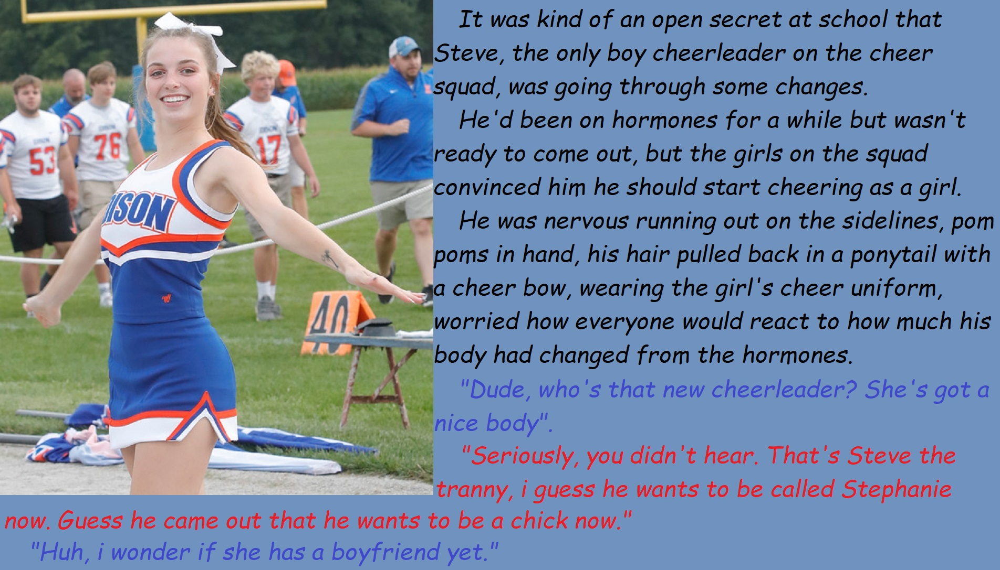 It was kind of an open secret at school that
Steve, the only boy cheerleader on the cheer
squad, was going through some changes.
He'd been on hormones for a while but wasn't
ready to come out, but the girls on the squad
convinced him he should start cheering as a girl.
He was nervous running out on the sidelines, pom
poms in hand, his hair pulled back in a ponytail with
a cheer bow, wearing the girl's cheer uniform,
worried how everyone would react to how much his
body had changed from the hormones.
"Dude, who's that new cheerleader? She's got a
nice body".
"Seriously, you didn't hear. That's Steve the
tranny, i guess he wants to be called Stephanie
now. Guess he came out that he wants to be a chick now."
"Huh, i wonder if she has a boyfriend yet."
53
76
17
DISON
40